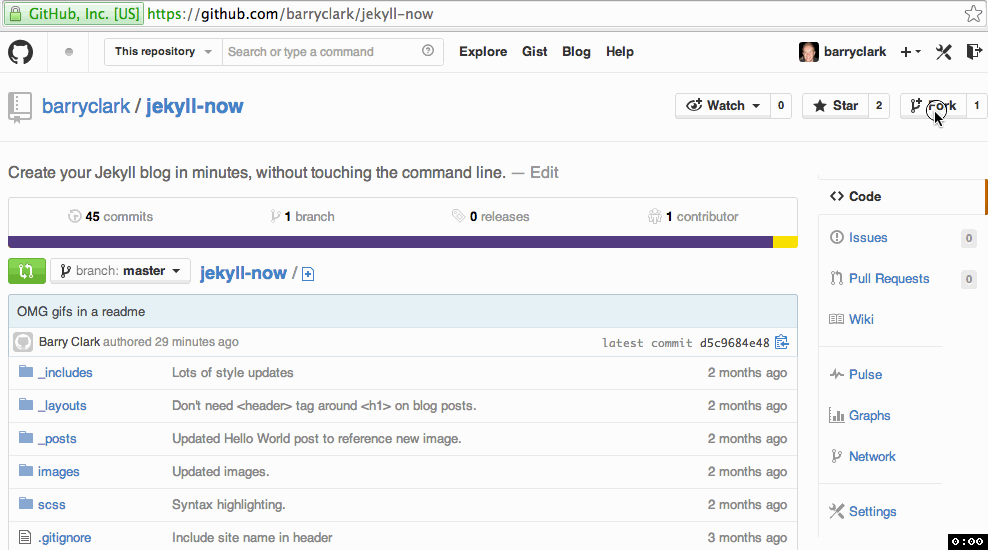 GitHub, Inc. [US] https://github.com/barryclark/jekyll-now
This repository Search or type a command Explore Gist Blog Help barryclark
barryclark / jekyll-now Watch 0 Star 2 Fork 1
Create your Jekyll blog in minutes, without touching the command line. — Edit
45 commits 1 branch 0 releases 1 contributor
branch: master jekyll-now /
OMG gifs in a readme
Barry Clark authored 29 minutes ago latest commit d5c9684e48
_includes Lots of style updates 2 months ago
_layouts Don't need <header> tag around <h1> on blog posts. 2 months ago
_posts Updated Hello World post to reference new image. 2 months ago
images Updated images. 2 months ago
scss Syntax highlighting. 2 months ago
.gitignore Include site name in header 3 months ago
Code
Issues 0
Pull Requests 0
Wiki
Pulse
Graphs
Network
Settings
0:00